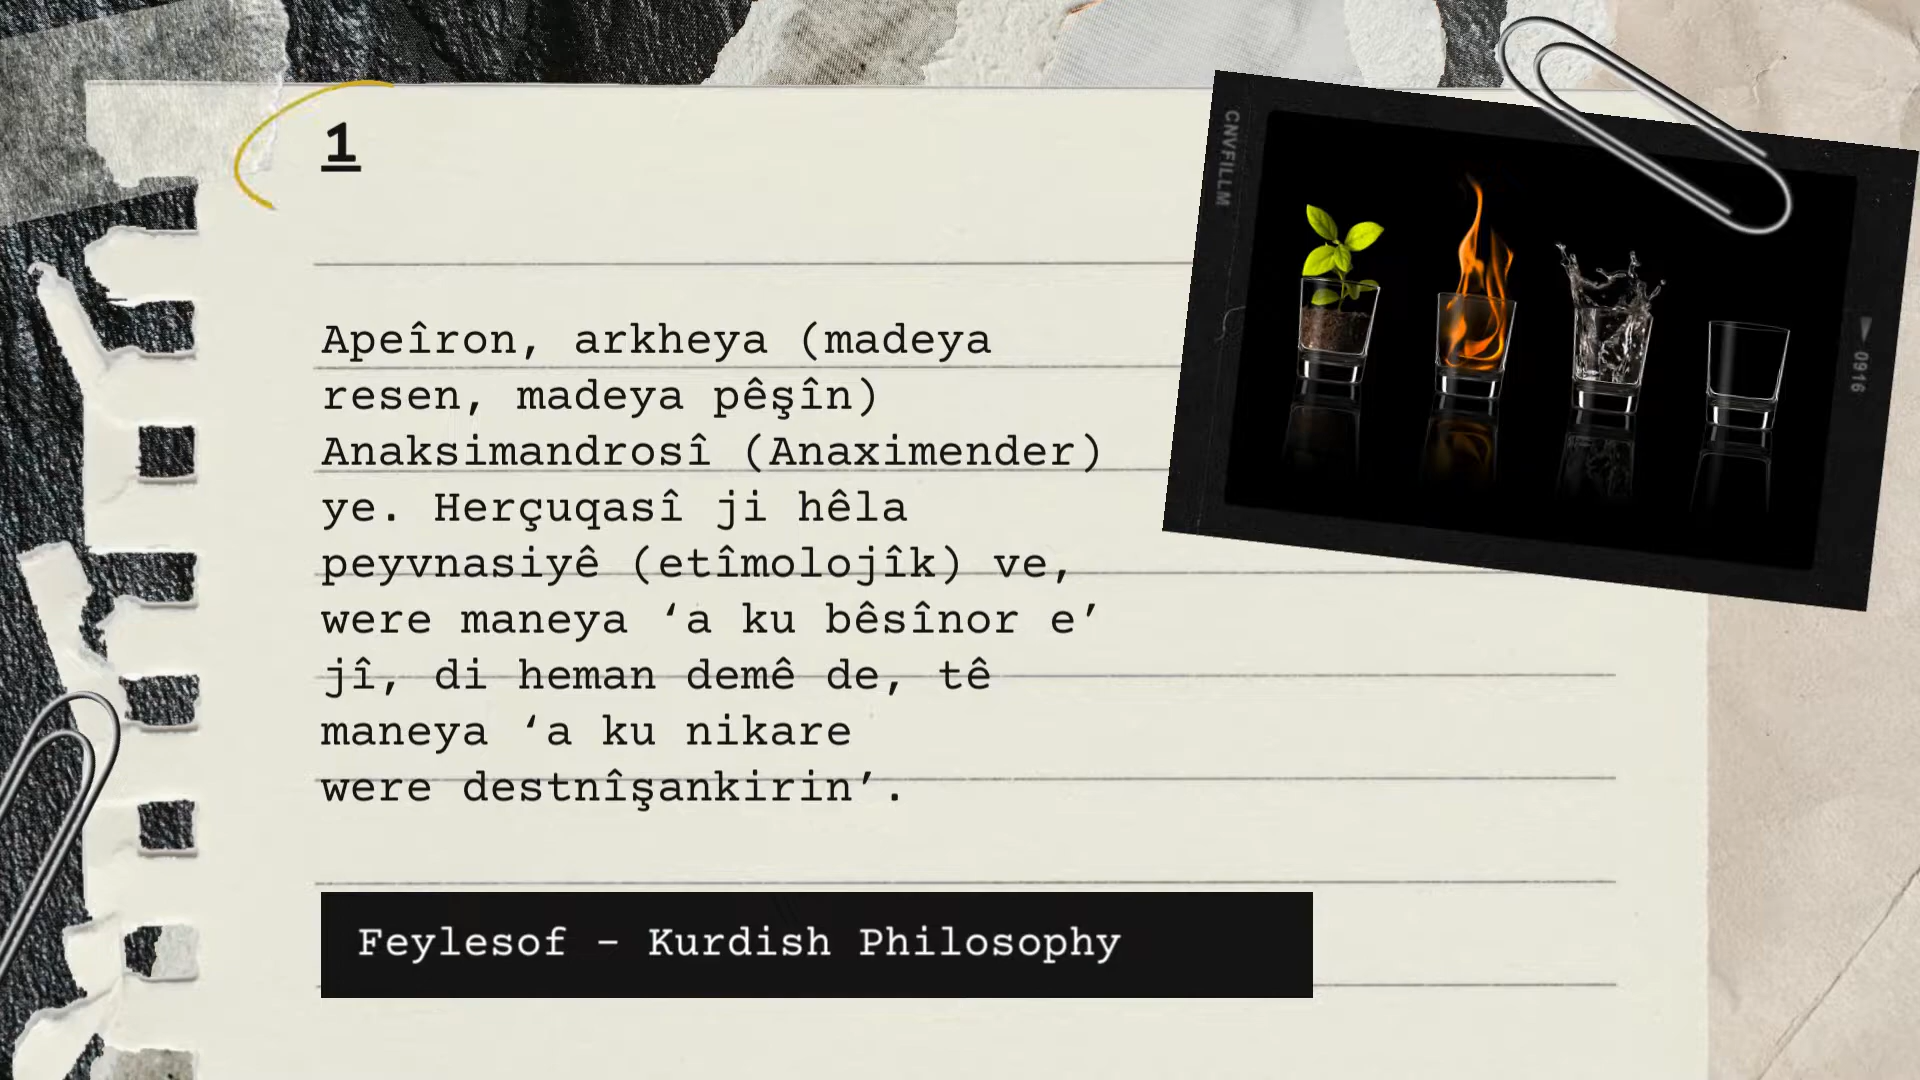 1
Apeîron, arkheya (madeya
resen, madeya pêşîn)
Anaksimandrosî (Anaximender)
ye. Herçuqasî ji hêla
peyvnasiyê (etîmolojîk) ve,
were maneya ‘a ku bêsînor e’
jî, di heman demê de, tê
maneya ‘a ku nikare
were destnîşankirin’.
Feylesof - Kurdish Philosophy
CNVFILLM
0916